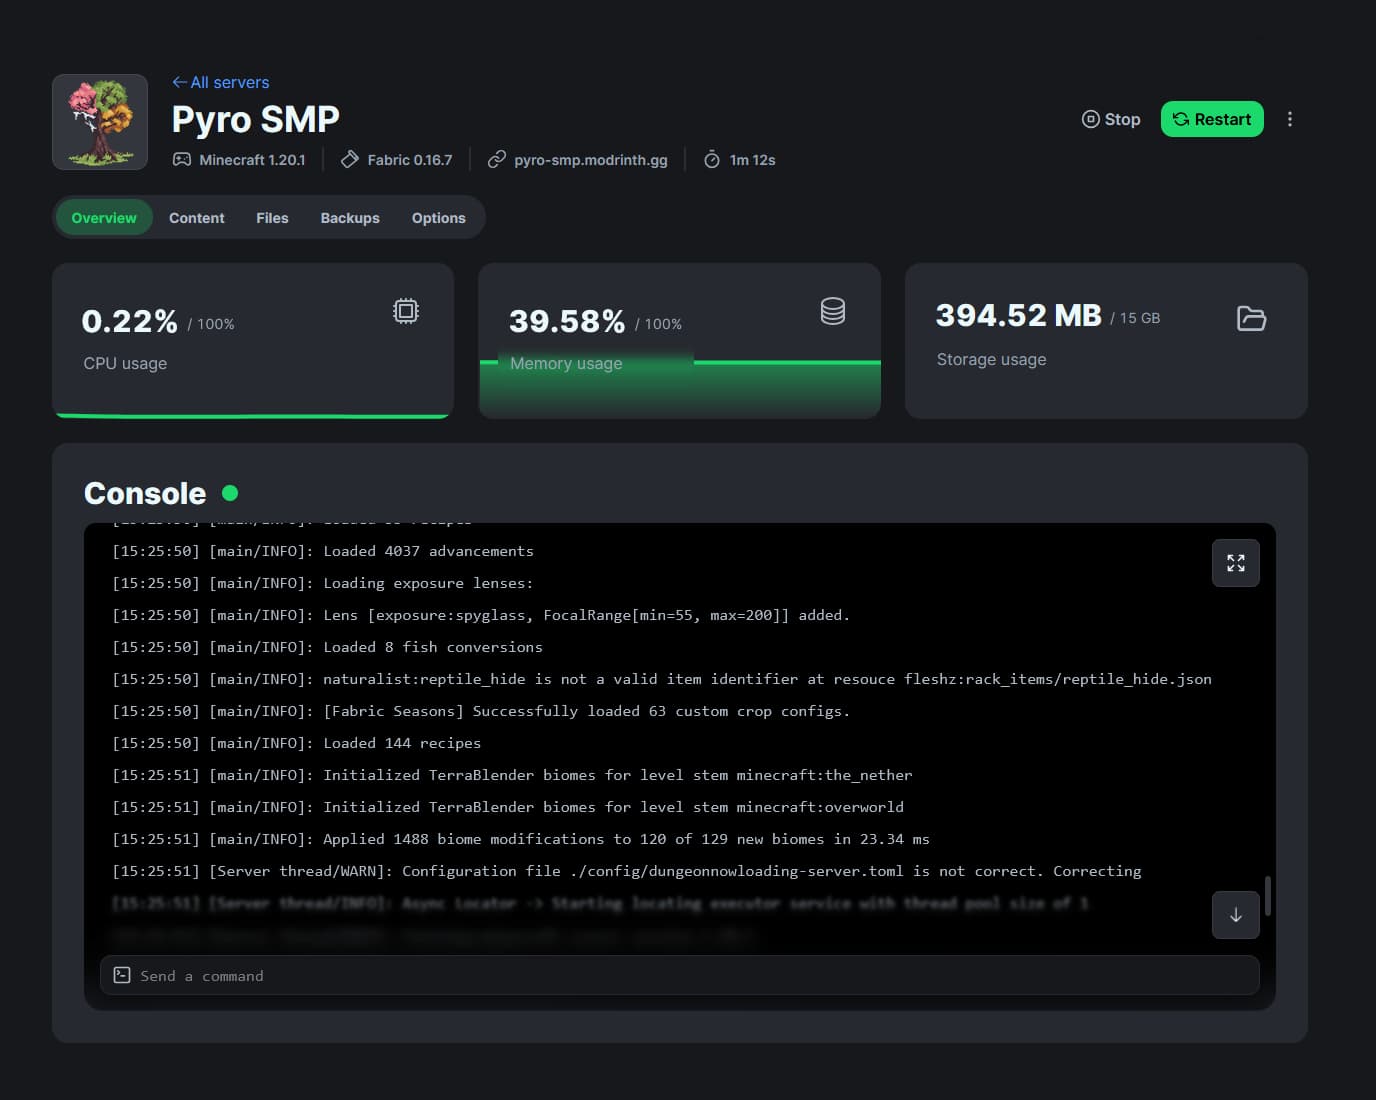 All servers
Pyro SMP
Stop
Restart
Minecraft 1.20.1
Fabric 0.16.7
pyro-smp.modrinth.gg
1m 12s
Overview
Content
Files
Backups
Options
0.22% / 100%
CPU usage
39.58% / 100%
Memory usage
394.52 MB / 15 GB
Storage usage
Console
[15:25:50] [main/INFO]: Loaded 4037 advancements
[15:25:50] [main/INFO]: Loading exposure lenses:
[15:25:50] [main/INFO]: Lens [exposure:spyglass, FocalRange[min=55, max=200]] added.
[15:25:50] [main/INFO]: Loaded 8 fish conversions
[15:25:50] [main/INFO]: naturalist:reptile_hide is not a valid item identifier at resouce fleshz:rack_items/reptile_hide.json
[15:25:50] [main/INFO]: [Fabric Seasons] Successfully loaded 63 custom crop configs.
[15:25:50] [main/INFO]: Loaded 144 recipes
[15:25:51] [main/INFO]: Initialized TerraBlender biomes for level stem minecraft:the_nether
[15:25:51] [main/INFO]: Initialized TerraBlender biomes for level stem minecraft:overworld
[15:25:51] [main/INFO]: Applied 1488 biome modifications to 120 of 129 new biomes in 23.34 ms
[15:25:51] [Server thread/WARN]: Configuration file ./config/dungeonnowloading-server.toml is not correct. Correcting
[15:25:51] [Server thread/INFO]: Async Locator -> Starting locating executor service with thread pool size of 1
Send a command